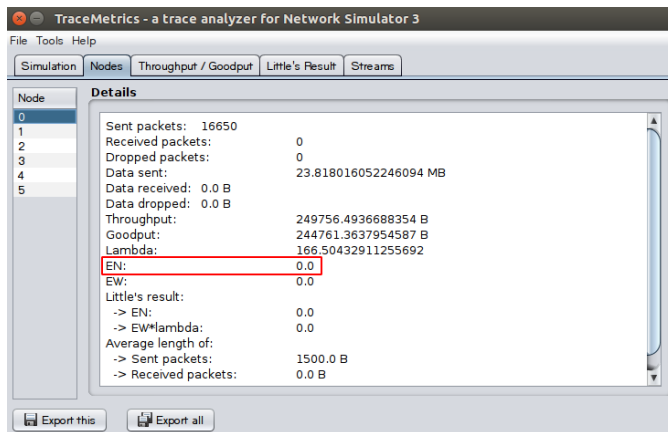 TraceMetrics - a trace analyzer for Network Simulator 3
File Tools Help
Simulation Nodes Throughput / Goodput Little's Result Streams
Node
0
1
2
3
4
5
Details
Sent packets: 16650
Received packets: 0
Dropped packets: 0
Data sent: 23.818016052246094 MB
Data received: 0.0 B
Data dropped: 0.0 B
Throughput: 249756.4936688354 B
Goodput: 244761.3637954587 B
Lambda: 166.50432911255692
EN: 0.0
EW: 0.0
Little's result:
-> EN: 0.0
-> EW*lambda: 0.0
Average length of:
-> Sent packets: 1500.0 B
-> Received packets: 0.0 B
Export this Export all